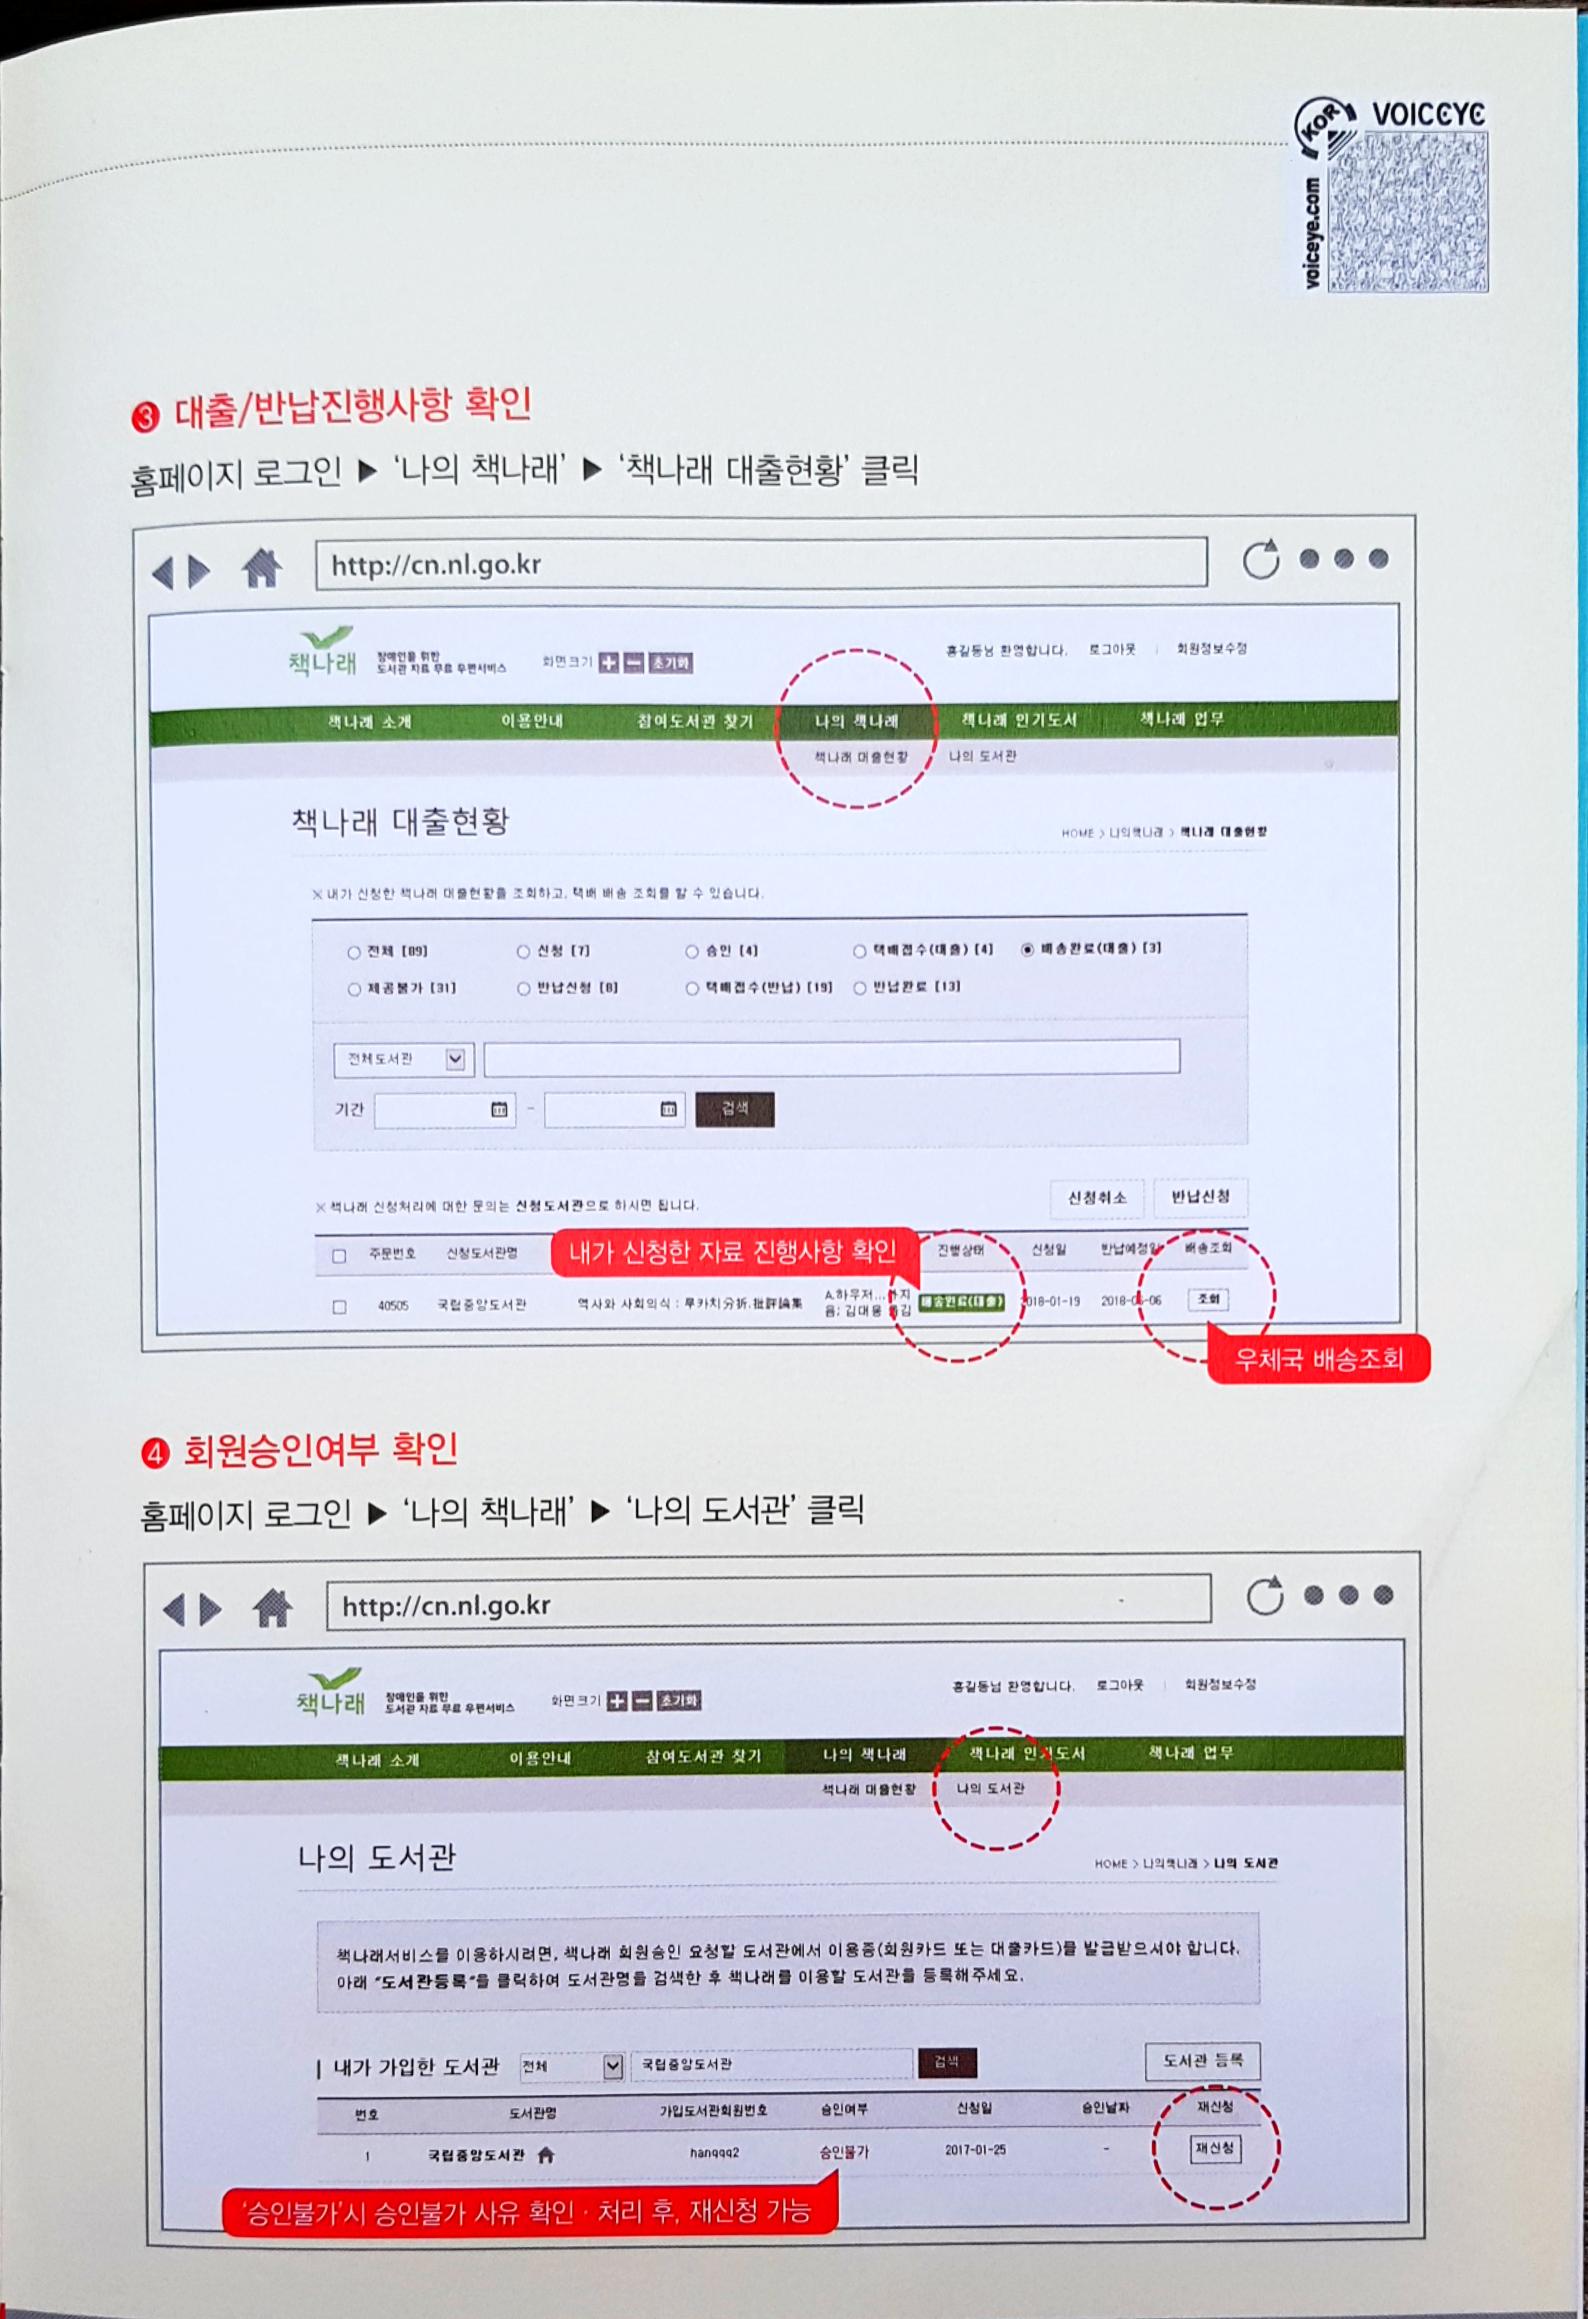 KOR
VOICEYE
voiceye.com
❸ 대출/반납진행사항 확인
홈페이지 로그인 ▶ ‘나의 책나래’ ▶ ‘책나래 대출현황’ 클릭
http://cn.nl.go.kr
책나래
장애인을 위한
도서관 자료 무료 우편서비스
화면크기 + - 초기화
홍길동님 환영합니다. 로그아웃 | 회원정보수정
책나래 소개 이용안내 참여도서관 찾기 나의 책나래 책나래 인기도서 책나래 업무
책나래 대출현황 나의 도서관
책나래 대출현황
HOME > 나의책나래 > 책나래 대출현황
※ 내가 신청한 책나래 대출현황을 조회하고, 택배 배송 조회를 할 수 있습니다.
전체 [89] 신청 [7] 승인 [4] 택배접수(대출) [4] 배송완료(대출) [3]
제공불가 [31] 반납신청 [8] 택배접수(반납) [19] 반납완료 [13]
전체도서관
기간 - 검색
신청취소 반납신청
※ 책나래 신청처리에 대한 문의는 신청도서관으로 하시면 됩니다.
내가 신청한 자료 진행사항 확인
주문번호 신청도서관명 진행상태 신청일 반납예정일 배송조회
40505 국립중앙도서관 역사와 사회의식 : 루카치分析.批評論集 A.하우저... 배송완료(대출) 2018-01-19 조회
우체국 배송조회
❹ 회원승인여부 확인
홈페이지 로그인 ▶ ‘나의 책나래’ ▶ ‘나의 도서관’ 클릭
http://cn.nl.go.kr
책나래
장애인을 위한
도서관 자료 무료 우편서비스
화면크기 + - 초기화
홍길동님 환영합니다. 로그아웃 | 회원정보수정
책나래 소개 이용안내 참여도서관 찾기 나의 책나래 책나래 인기도서 책나래 업무
책나래 대출현황 나의 도서관
나의 도서관
HOME > 나의책나래 > 나의 도서관
책나래서비스를 이용하시려면, 책나래 회원승인 요청할 도서관에서 이용증(회원카드 또는 대출카드)를 발급받으셔야 합니다.
아래 "도서관등록"을 클릭하여 도서관명을 검색한 후 책나래를 이용할 도서관을 등록해주세요.
| 내가 가입한 도서관 전체 국립중앙도서관 검색 도서관 등록
번호 도서관명 가입도서관회원번호 승인여부 신청일 승인날짜 재신청
1 국립중앙도서관 hanqqq2 승인불가 2017-01-25 - 재신청
‘승인불가’시 승인불가 사유 확인 · 처리 후, 재신청 가능